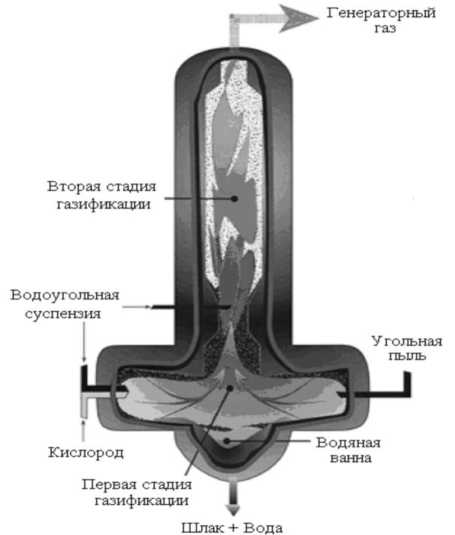 Генераторный
газ
Вторая стадия
газификации
Водоугольная
суспензия
Угольная
пыль
Кислород
Водяная
ванна
Первая стадия
газификации
Шлак + Вода